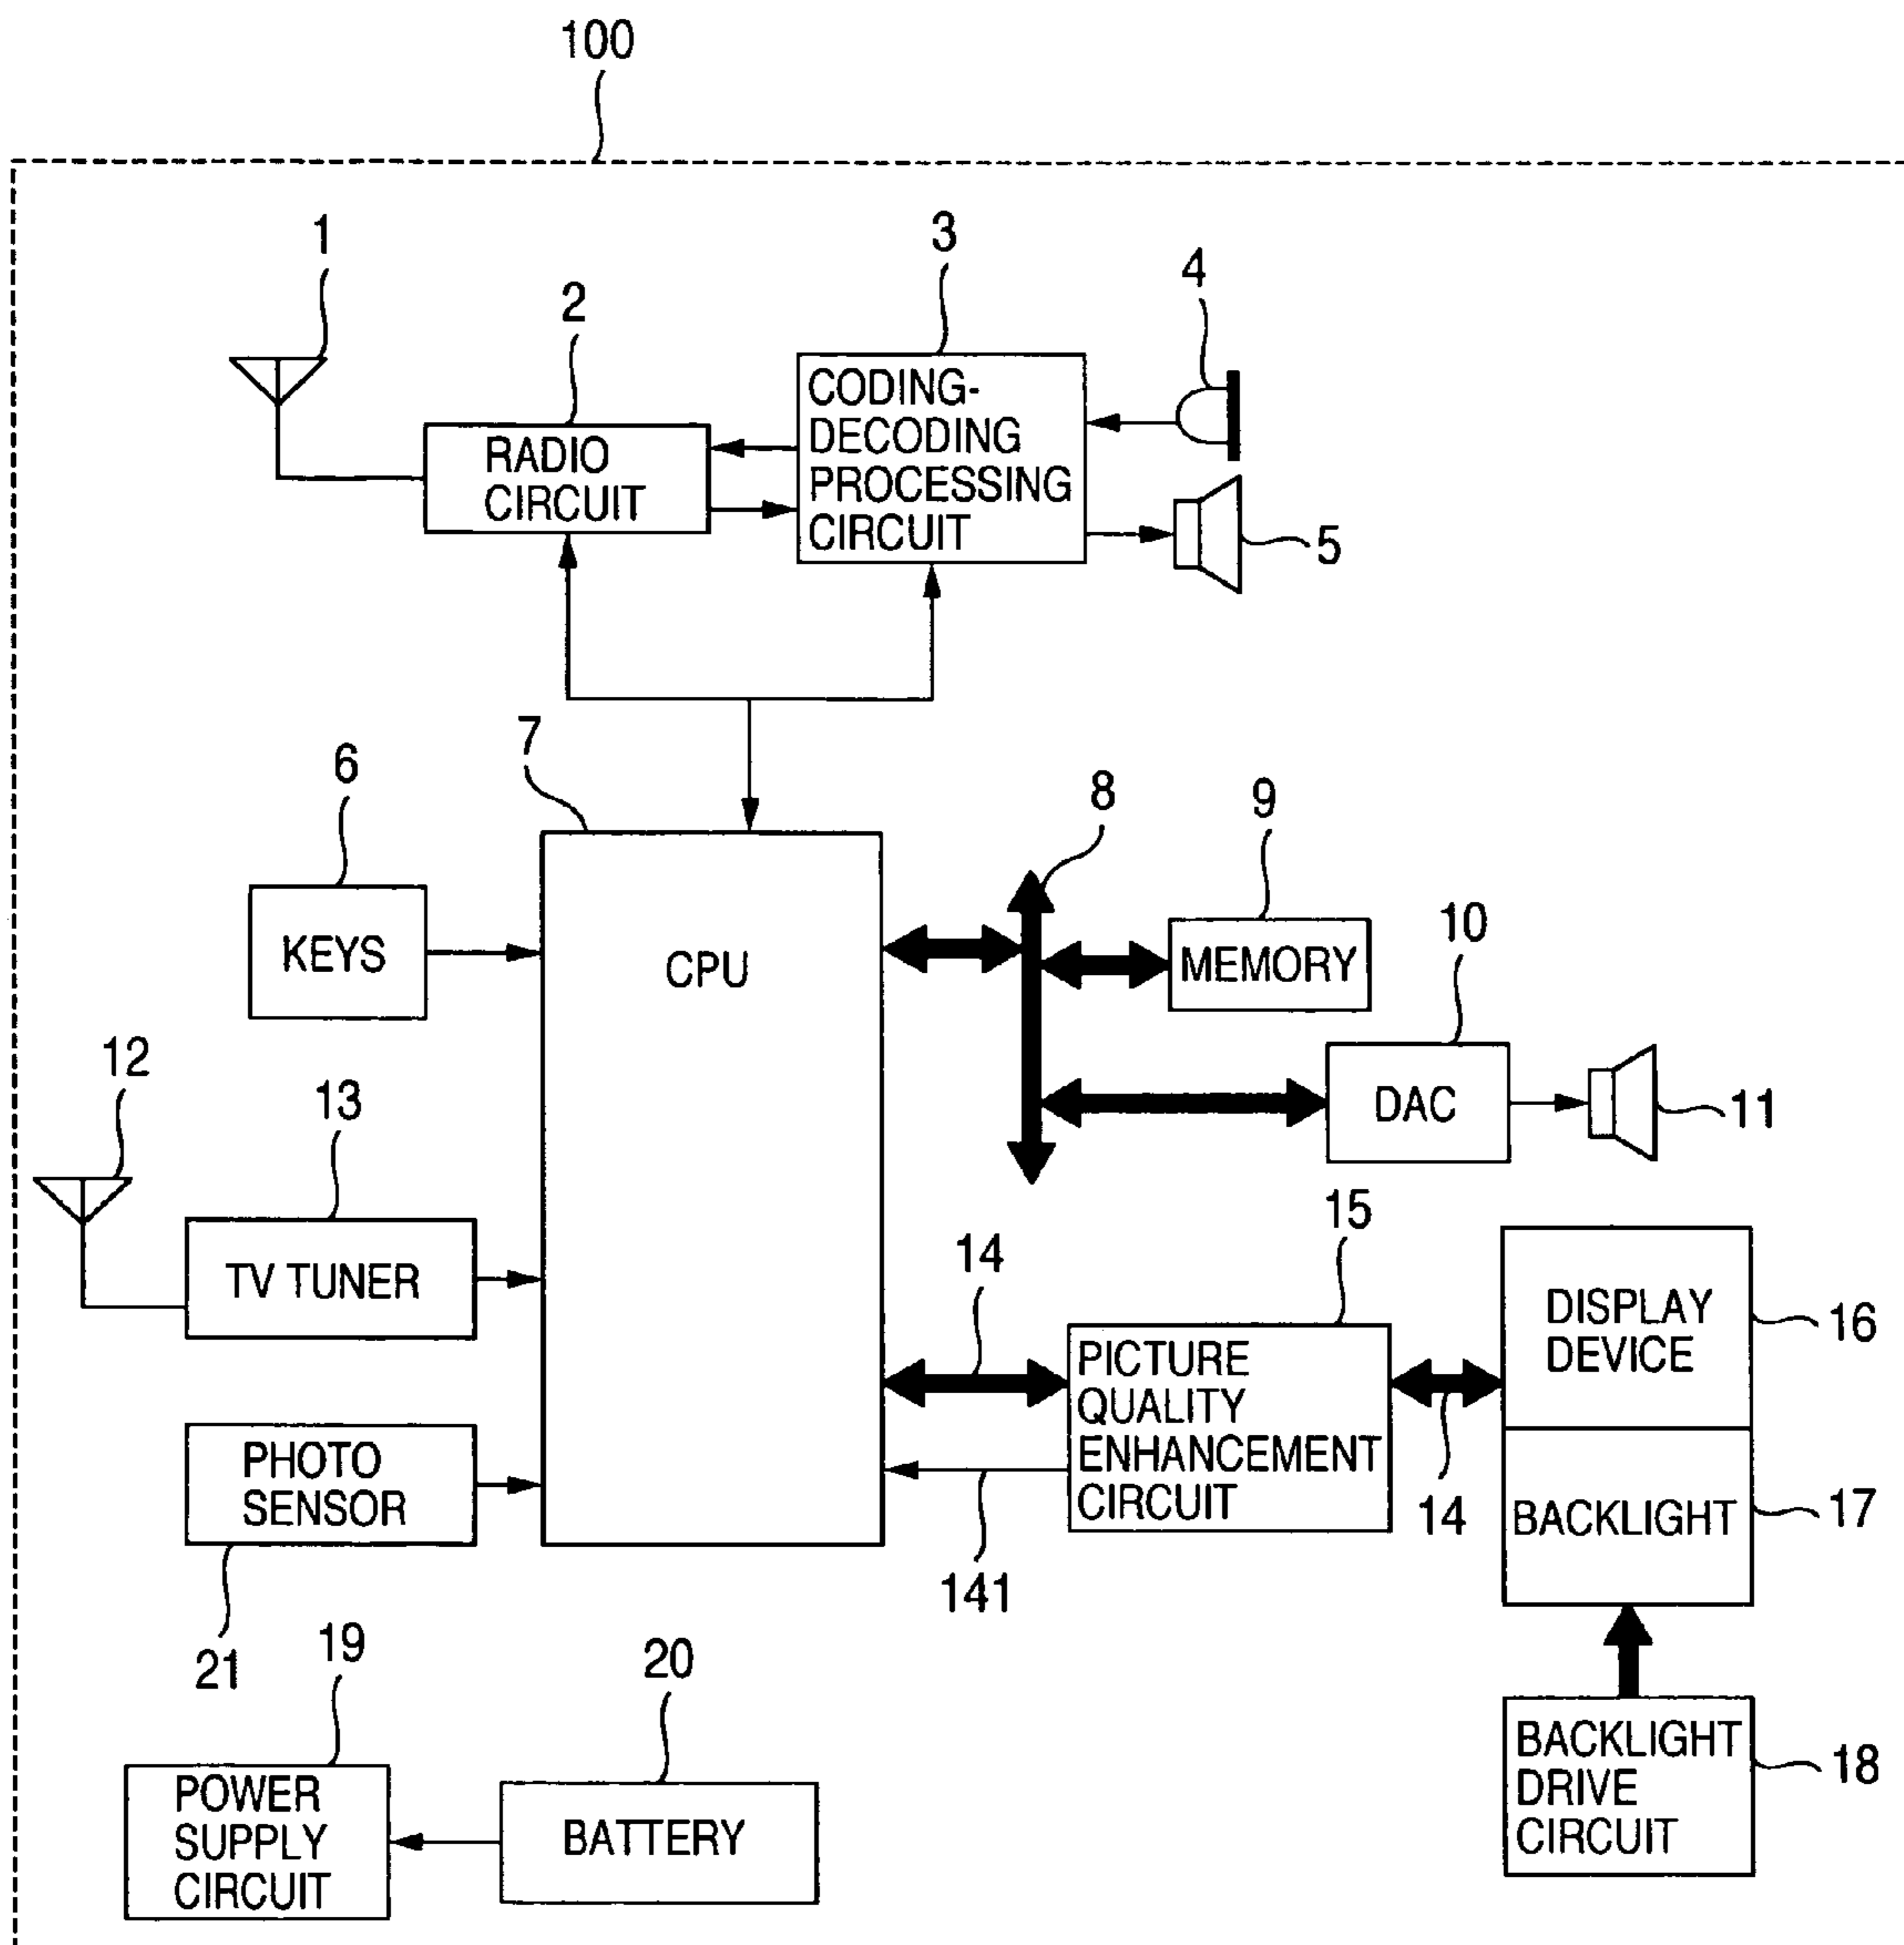 100
1
2
3
4
CODING-
DECODING
PROCESSING
CIRCUIT
RADIO
CIRCUIT
5
7
6
8
9
KEYS
CPU
MEMORY
10
DAC
11
12
13
TV TUNER
14
15
PICTURE
QUALITY
ENHANCEMENT
CIRCUIT
DISPLAY
DEVICE
16
14
BACKLIGHT
17
PHOTO
SENSOR
141
21
19
20
POWER
SUPPLY
CIRCUIT
BATTERY
BACKLIGHT
DRIVE
CIRCUIT
18